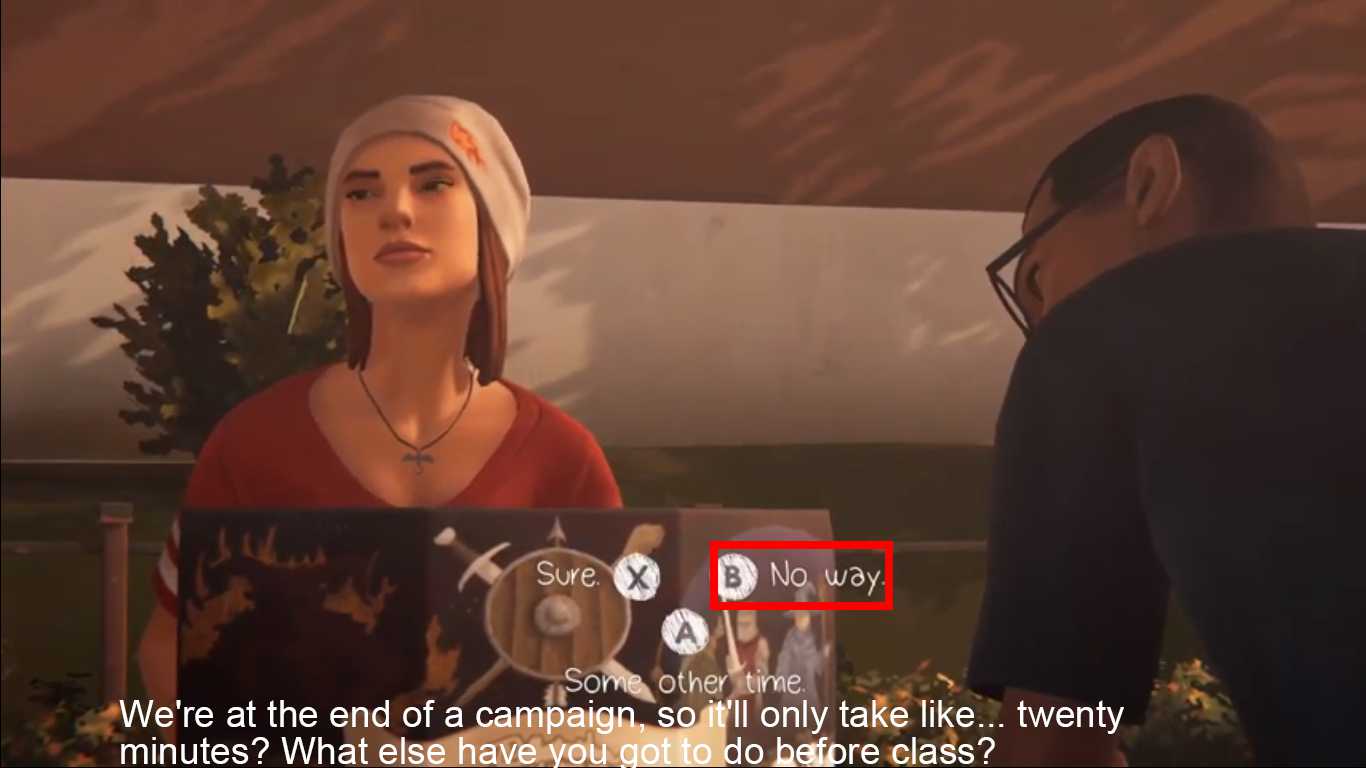 Sure. X
B No way.
A
Some other time.
We're at the end of a campaign, so it'll only take like... twenty
minutes? What else have you got to do before class?